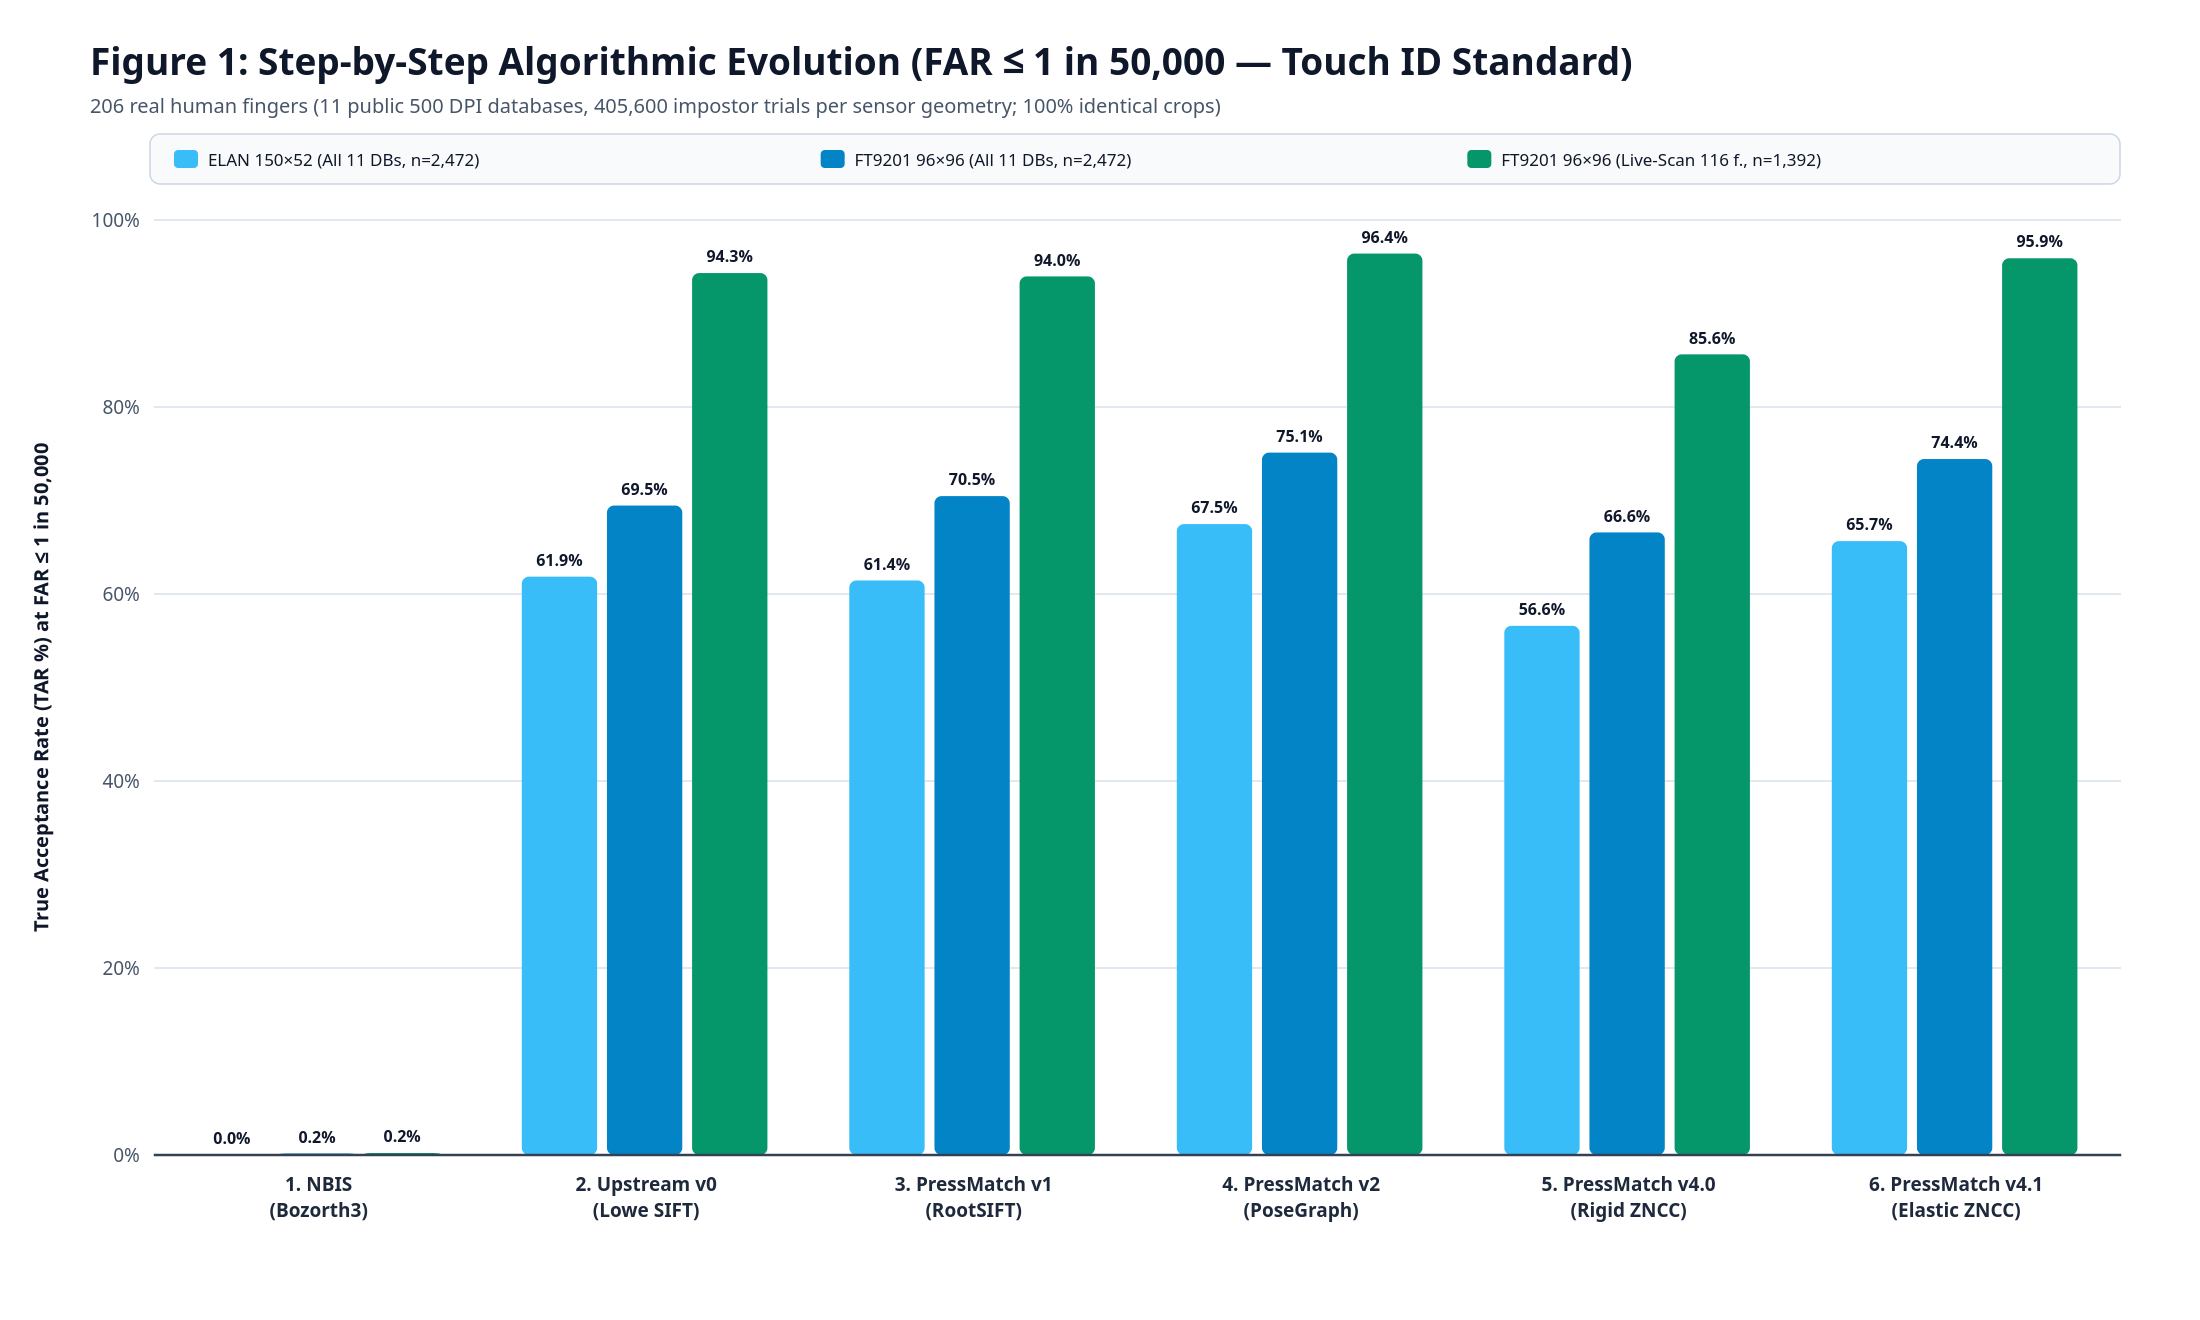 Figure 1: Step-by-Step Algorithmic Evolution (FAR ≤ 1 in 50,000 — Touch ID Standard)
206 real human fingers (11 public 500 DPI databases, 405,600 impostor trials per sensor geometry; 100% identical crops)
ELAN 150×52 (All 11 DBs, n=2,472)
FT9201 96×96 (All 11 DBs, n=2,472)
FT9201 96×96 (Live-Scan 116 f., n=1,392)
True Acceptance Rate (TAR %) at FAR ≤ 1 in 50,000
100%
80%
60%
40%
20%
0%
0.0%
0.2%
0.2%
61.9%
69.5%
94.3%
61.4%
70.5%
94.0%
67.5%
75.1%
96.4%
56.6%
66.6%
85.6%
65.7%
74.4%
95.9%
1. NBIS
(Bozorth3)
2. Upstream v0
(Lowe SIFT)
3. PressMatch v1
(RootSIFT)
4. PressMatch v2
(PoseGraph)
5. PressMatch v4.0
(Rigid ZNCC)
6. PressMatch v4.1
(Elastic ZNCC)